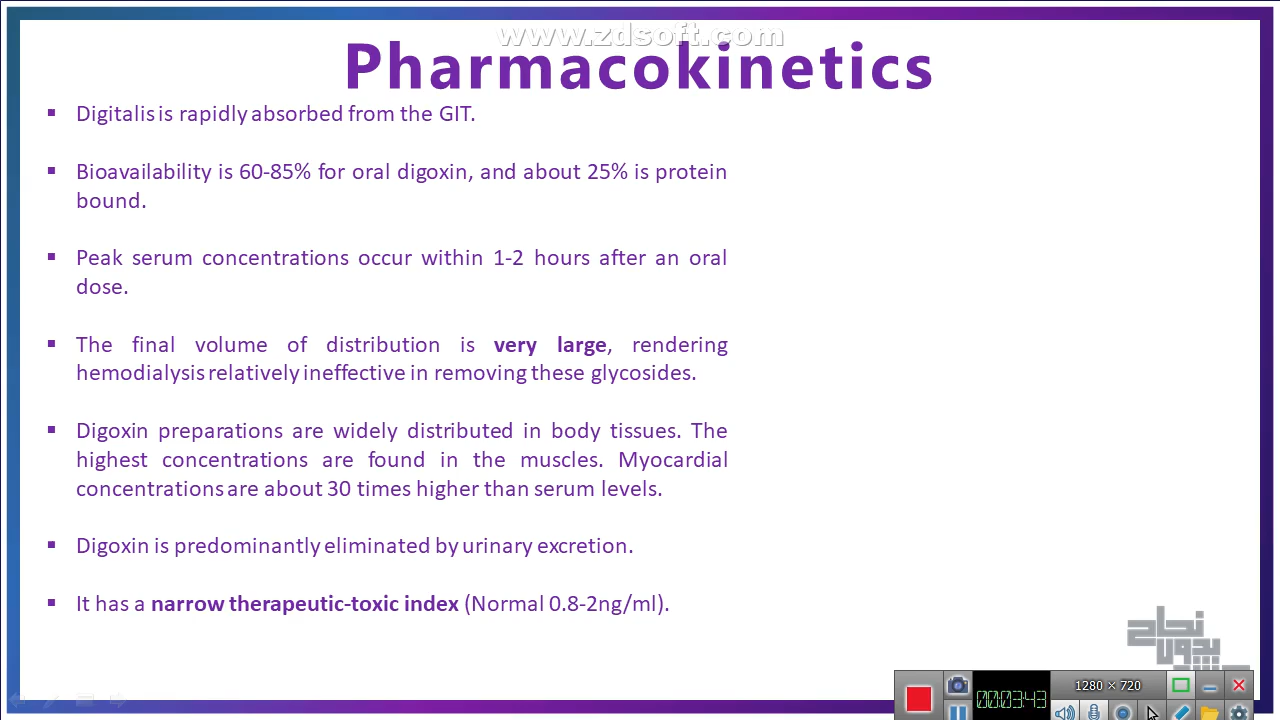 www.zdsoft.com
Pharmacokinetics
▪ Digitalis is rapidly absorbed from the GIT.
▪ Bioavailability is 60-85% for oral digoxin, and about 25% is protein
bound.
▪ Peak serum concentrations occur within 1-2 hours after an oral
dose.
▪ The final volume of distribution is very large, rendering
hemodialysis relatively ineffective in removing these glycosides.
▪ Digoxin preparations are widely distributed in body tissues. The
highest concentrations are found in the muscles. Myocardial
concentrations are about 30 times higher than serum levels.
▪ Digoxin is predominantly eliminated by urinary excretion.
▪ It has a narrow therapeutic-toxic index (Normal 0.8-2ng/ml).
نجاح
بدون
1280 × 720
00:03:43